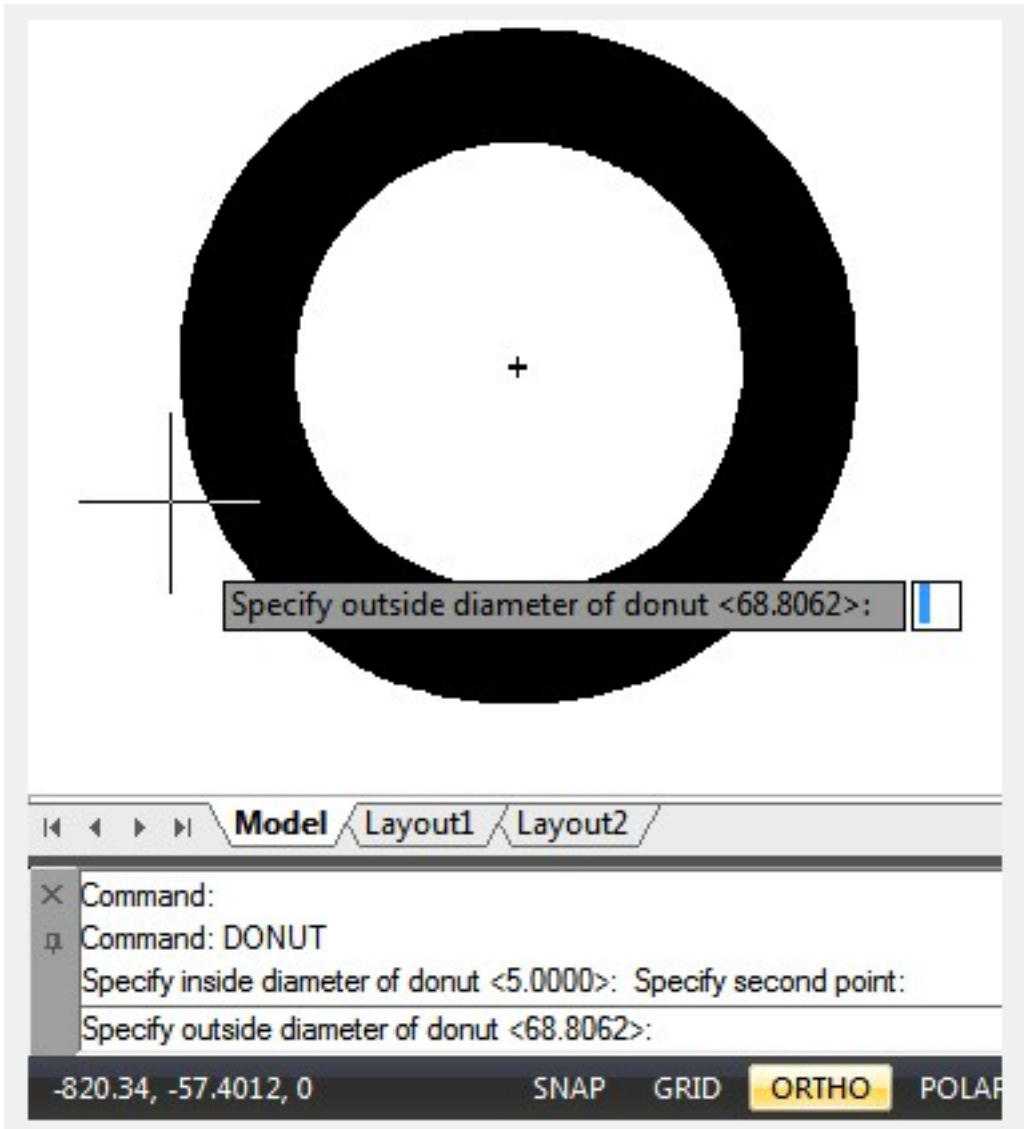 Specify outside diameter of donut <68.8062>:
Model Layout1 Layout2
Command:
Command: DONUT
Specify inside diameter of donut <5.0000>: Specify second point:
Specify outside diameter of donut <68.8062>:
-820.34, -57.4012, 0 SNAP GRID ORTHO POLAR